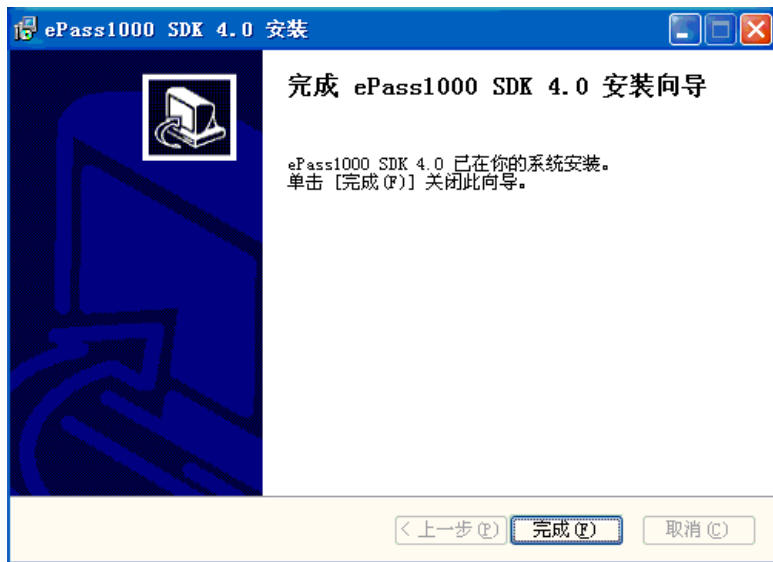 ePass1000 SDK 4.0 安装
完成 ePass1000 SDK 4.0 安装向导
ePass1000 SDK 4.0 已在你的系统安装。
单击 [完成(F)] 关闭此向导。
< 上一步(P) 完成(F) 取消(C)